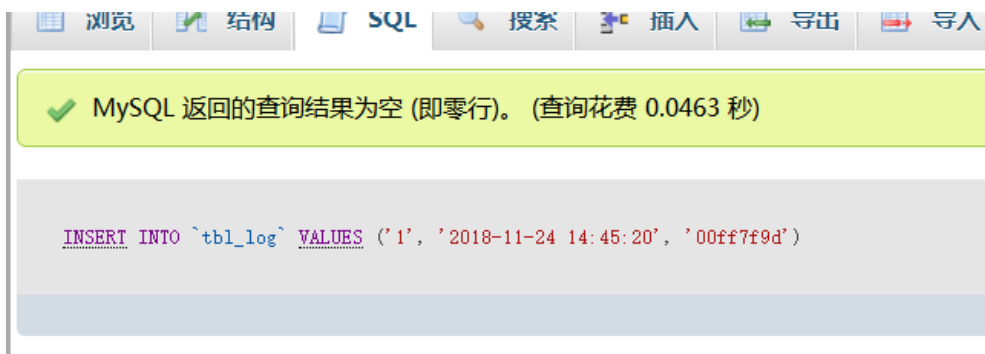 浏览 结构 SQL 搜索 插入 导出 导入
MySQL 返回的查询结果为空 (即零行)。 (查询花费 0.0463 秒)
INSERT INTO `tbl_log` VALUES ('1', '2018-11-24 14:45:20', '00ff7f9d')